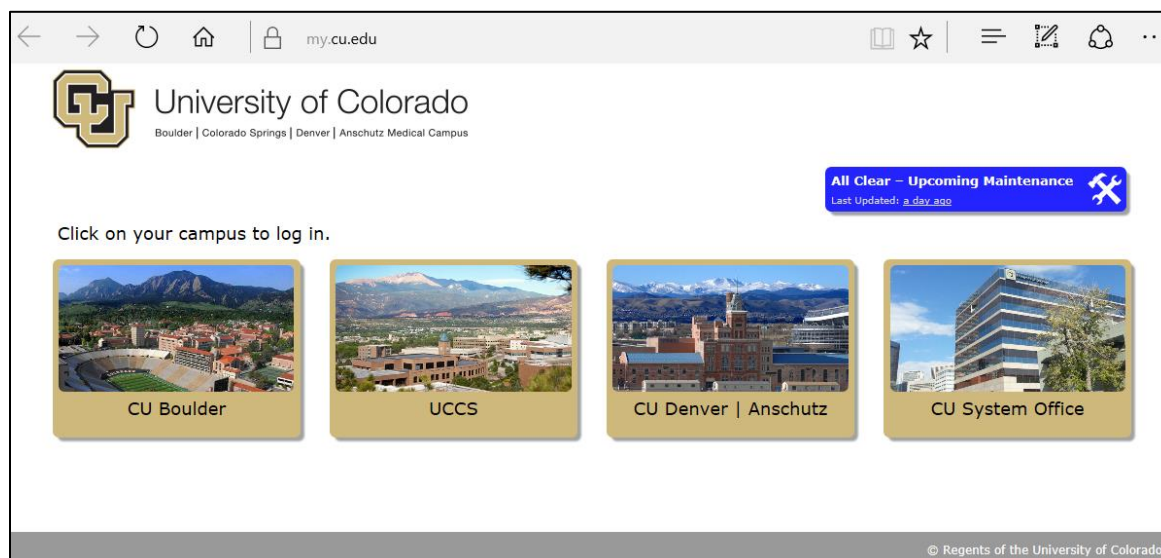 my.cu.edu
CU
University of Colorado
Boulder | Colorado Springs | Denver | Anschutz Medical Campus
All Clear – Upcoming Maintenance
Last Updated: a day ago
Click on your campus to log in.
CU Boulder
UCCS
CU Denver | Anschutz
CU System Office
© Regents of the University of Colorado